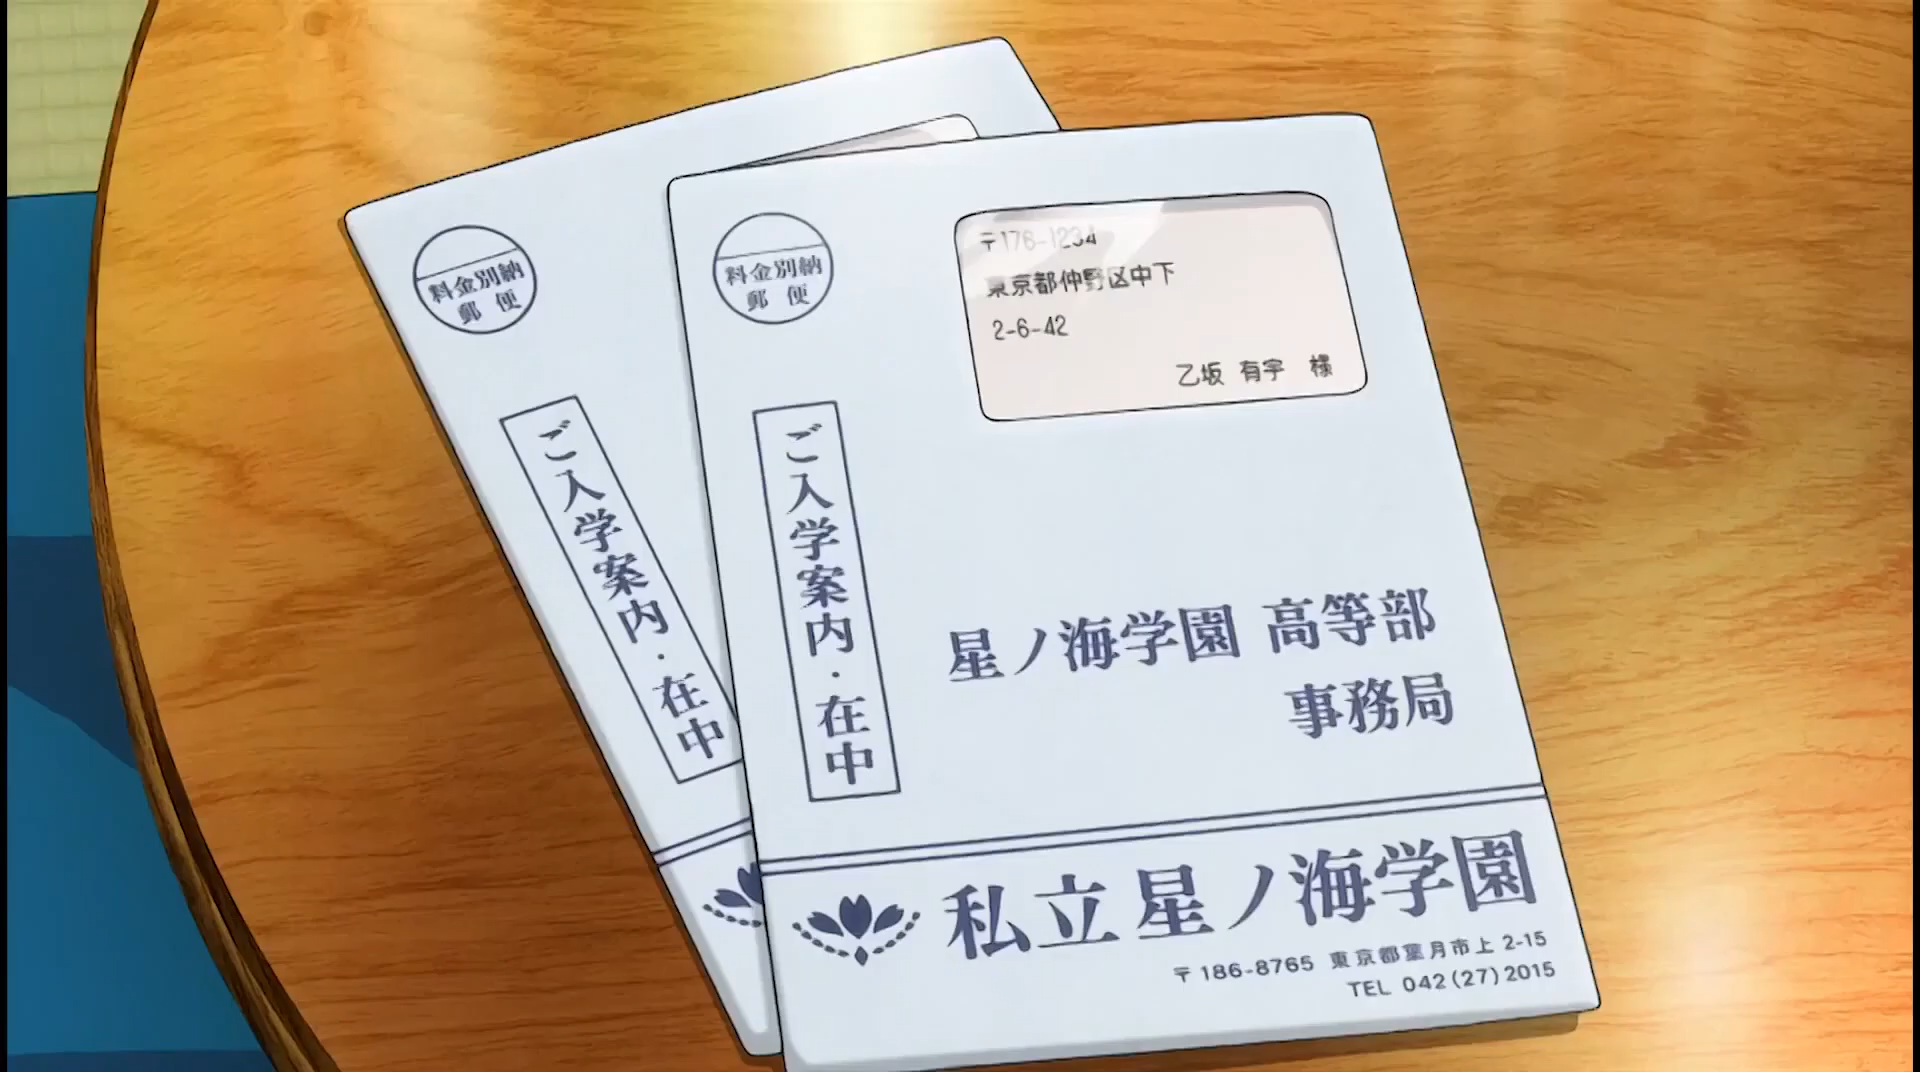 料金別納
郵便
ご入学案内・在中
料金別納
郵便
〒176-1234
東京都仲野区中下
2-6-42
乙坂 有宇 様
ご入学案内・在中
星ノ海学園 高等部
事務局
私立星ノ海学園
〒186-8765 東京都葉月市上 2-15
TEL 042(27)2015